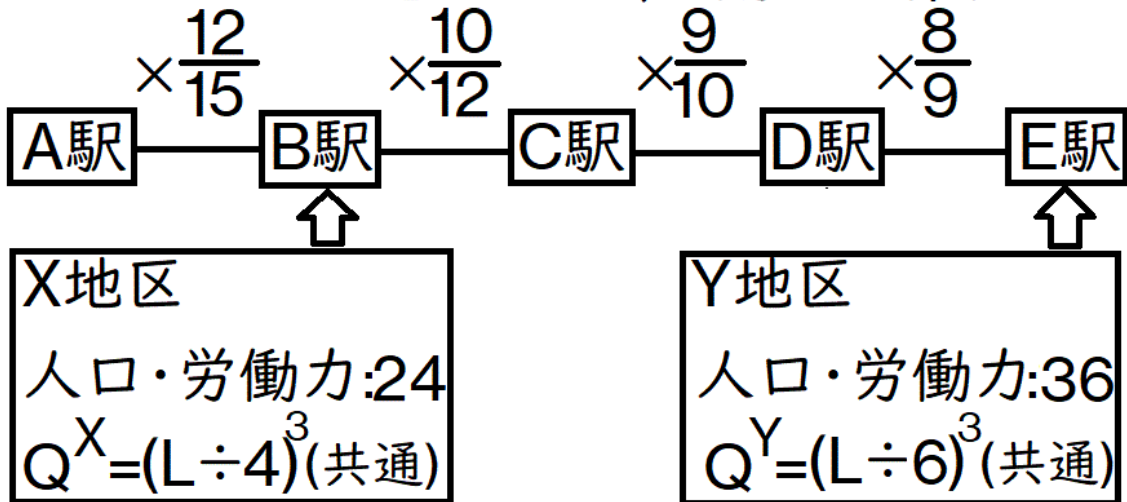 ×12/15 ×10/12 ×9/10 ×8/9
A駅 B駅 C駅 D駅 E駅
X地区
人口・労働力:24
Q^X=(L÷4)^3(共通)
Y地区
人口・労働力:36
Q^Y=(L÷6)^3(共通)